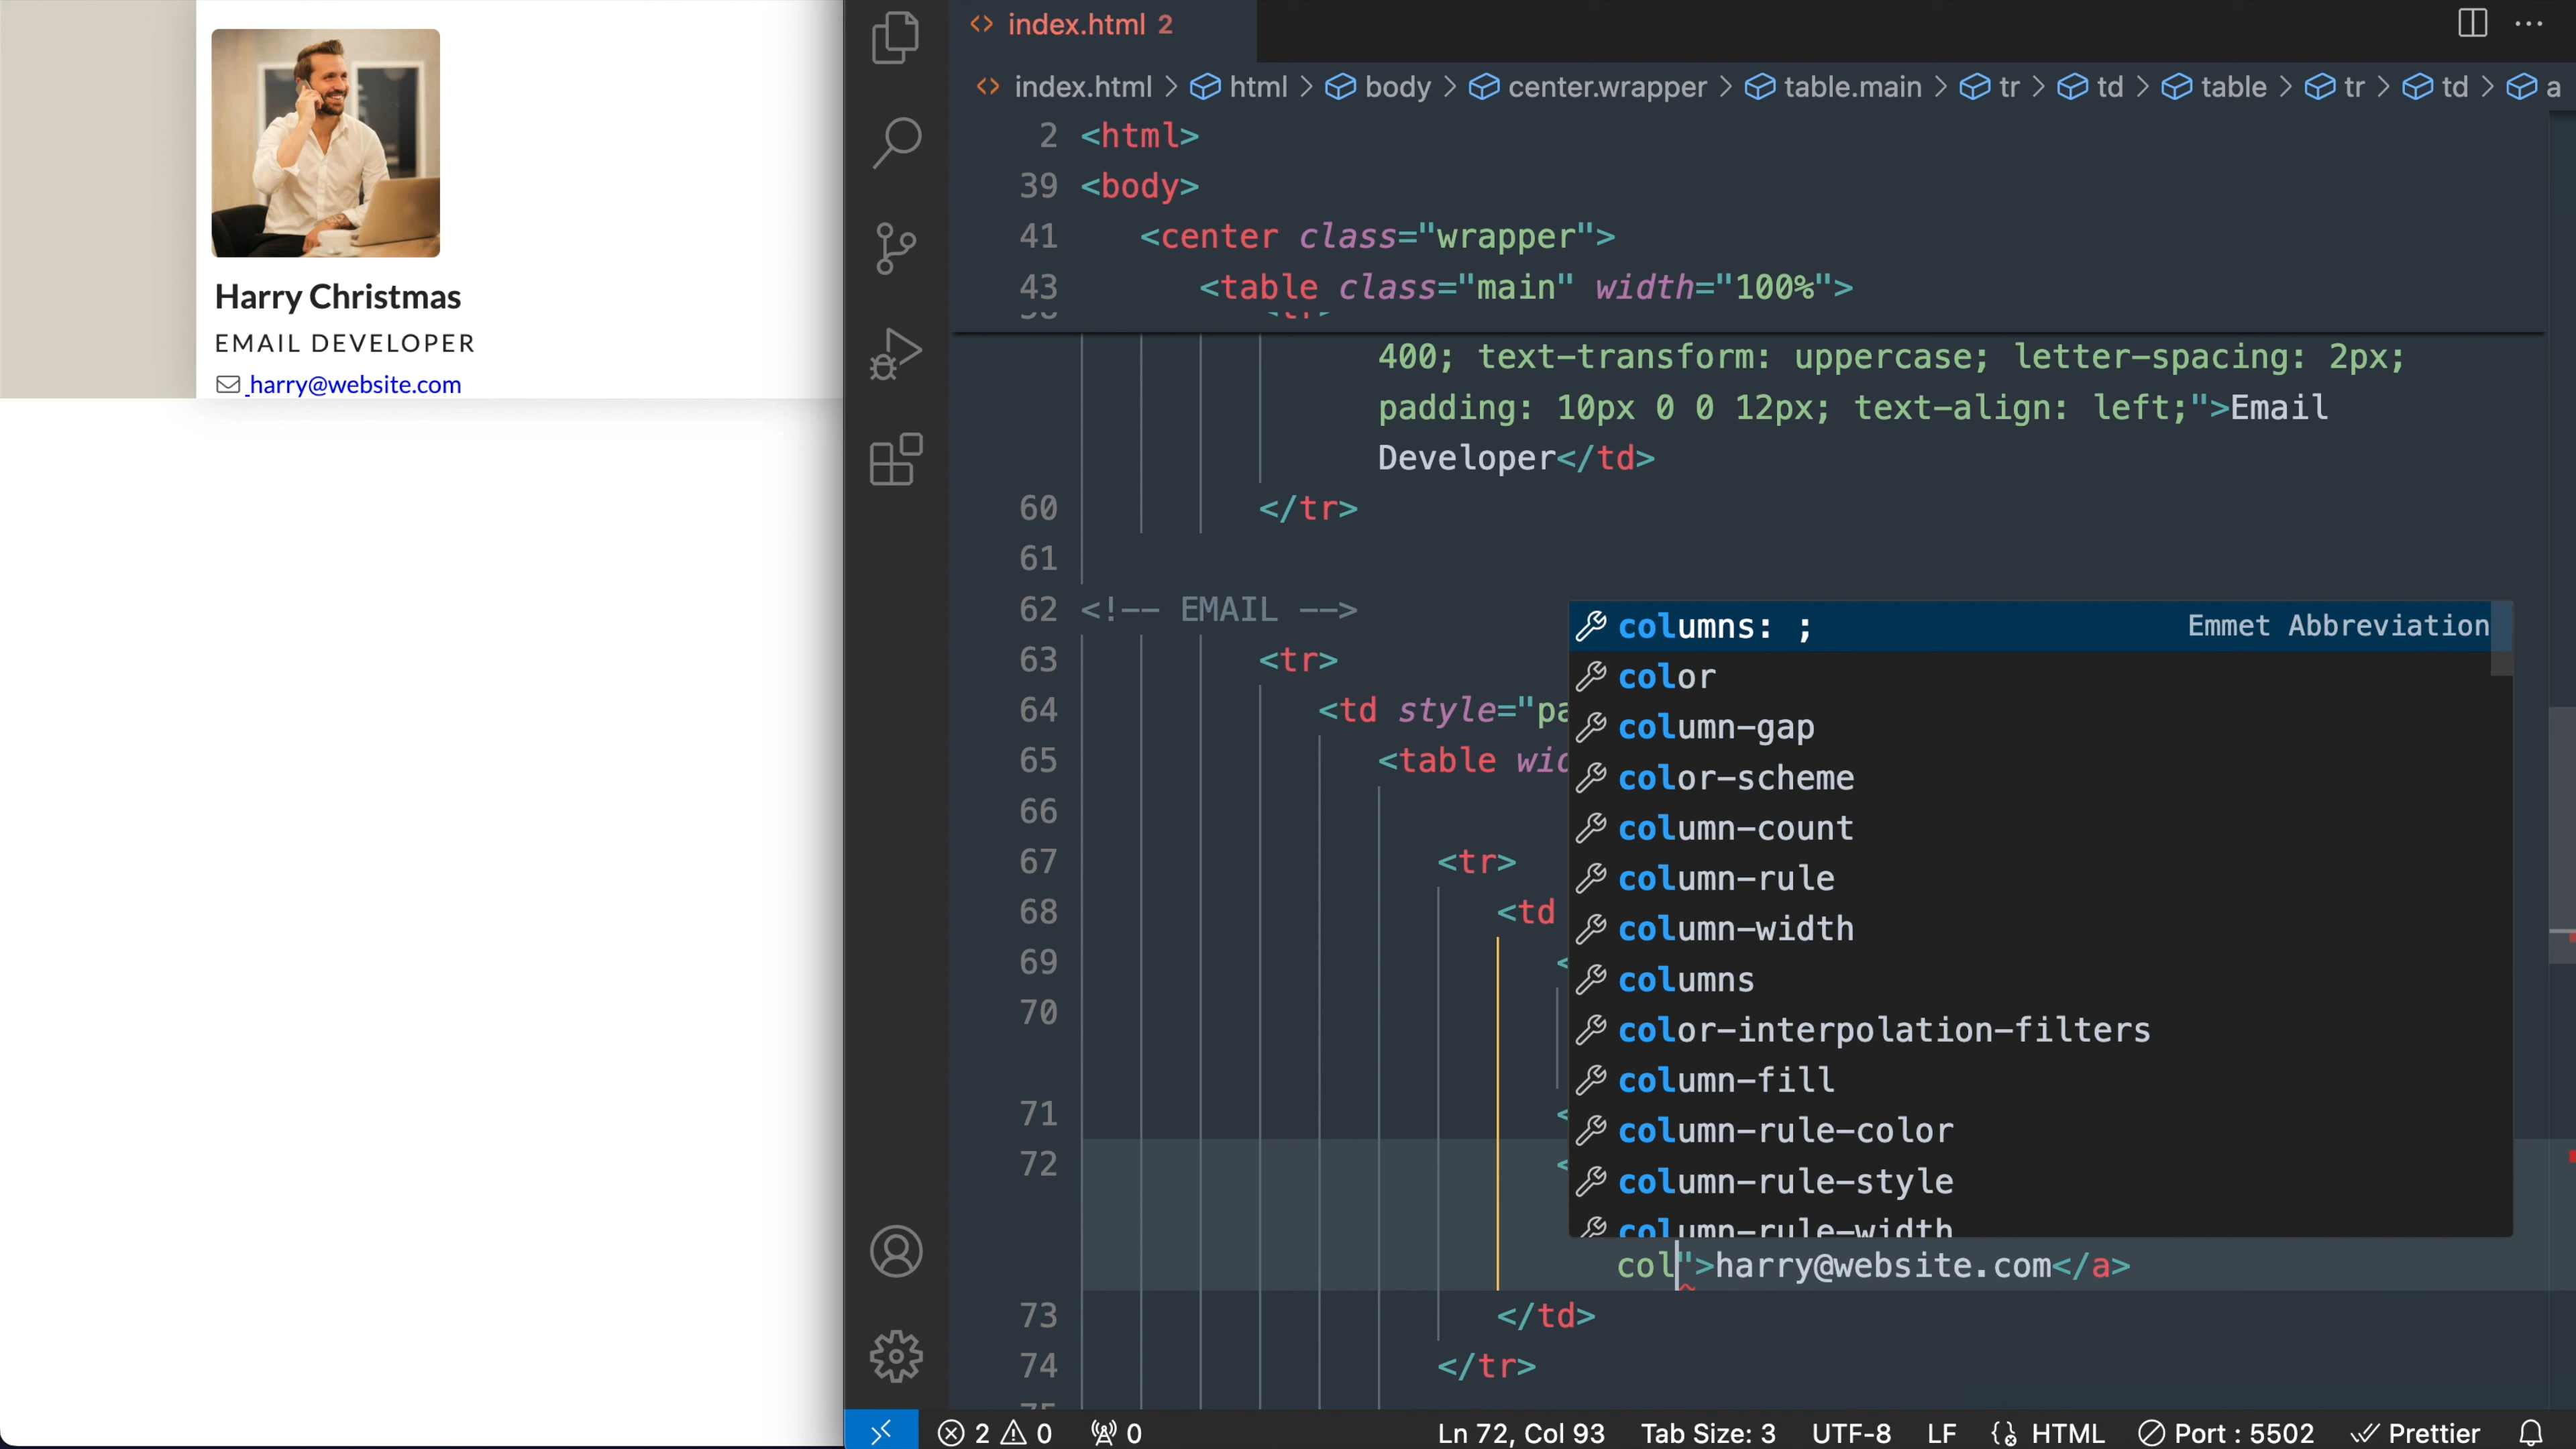 Harry Christmas
EMAIL DEVELOPER
harry@website.com
index.html 2
index.html > html > body > center.wrapper > table.main > tr > td > table > tr > td > a
2 <html>
39 <body>
41 <center class="wrapper">
43 <table class="main" width="100%">
400; text-transform: uppercase; letter-spacing: 2px;
padding: 10px 0 0 12px; text-align: left;">Email
Developer</td>
60 </tr>
61
62 <!-- EMAIL -->
63 <tr>
64 <td style="pa
65 <table wid
66
67 <tr>
68 <td
69 <
70
71 <
72 <
columns: ; Emmet Abbreviation
color
column-gap
color-scheme
column-count
column-rule
column-width
columns
color-interpolation-filters
column-fill
column-rule-color
column-rule-style
column-rule-width
col">harry@website.com</a>
73 </td>
74 </tr>
2 0 0 Ln 72, Col 93 Tab Size: 3 UTF-8 LF HTML Port : 5502 Prettier